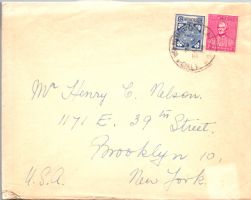 Mr Henry C. Nelson.
1171 E. 39th Street.
Brooklyn 10,
U.S.A. New York.